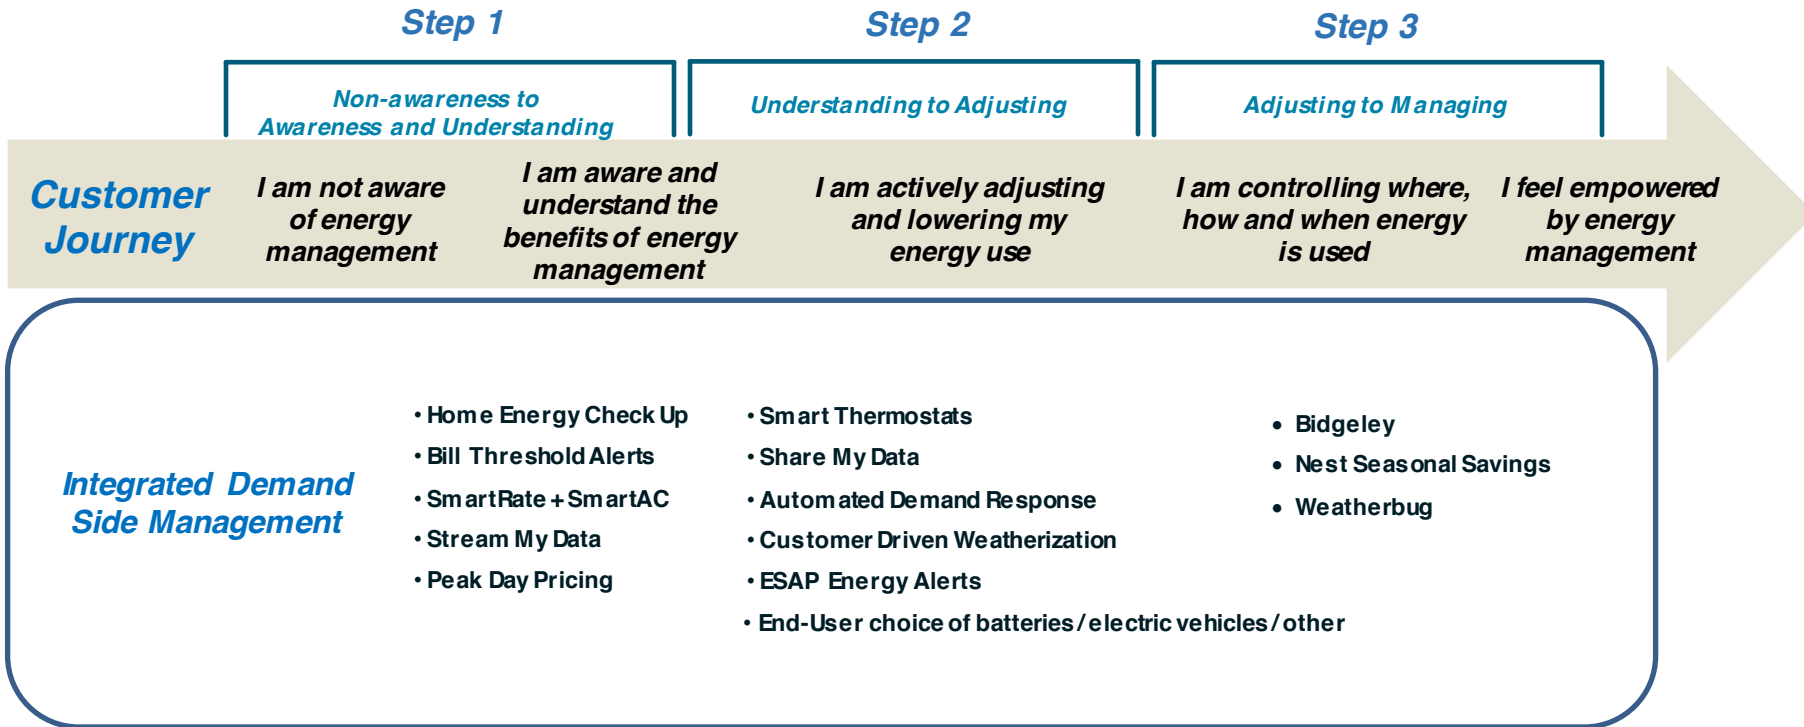 Step 1
Step 2
Step 3
Non-awareness to
Awareness and Understanding
Understanding to Adjusting
Adjusting to Managing
Customer
Journey
I am not aware
of energy
management
I am aware and
understand the
benefits of energy
management
I am actively adjusting
and lowering my
energy use
I am controlling where,
how and when energy
is used
I feel empowered
by energy
management
Integrated Demand
Side Management
• Home Energy Check Up
• Bill Threshold Alerts
• SmartRate + SmartAC
• Stream My Data
• Peak Day Pricing
• Smart Thermostats
• Share My Data
• Automated Demand Response
• Customer Driven Weatherization
• ESAP Energy Alerts
• End-User choice of batteries / electric vehicles / other
• Bidgeley
• Nest Seasonal Savings
• Weatherbug